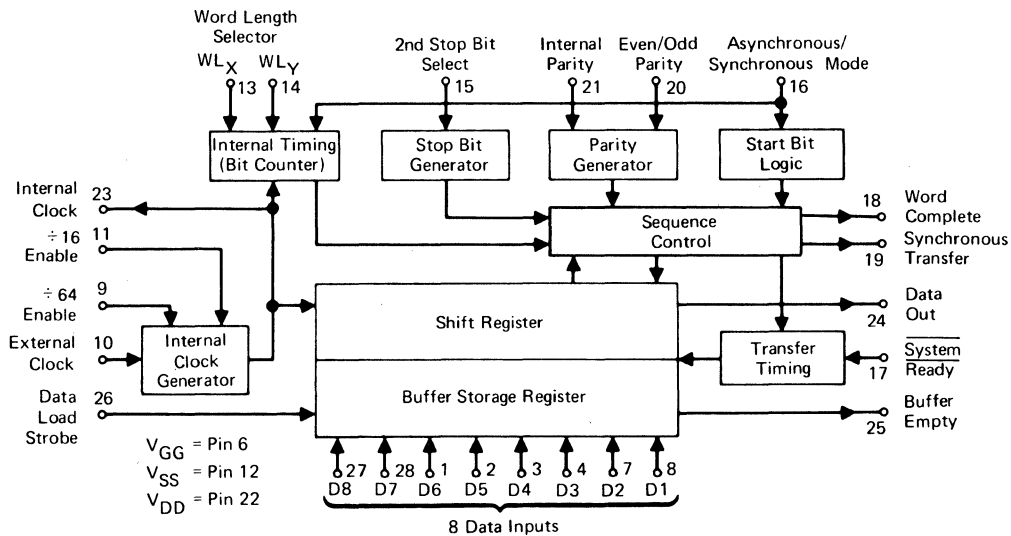 Word Length
Selector
WLX
13
WLY
14
2nd Stop Bit
Select
15
Internal
Parity
21
Even/Odd
Parity
20
Asynchronous/
Synchronous Mode
16
Internal Timing
(Bit Counter)
Stop Bit
Generator
Parity
Generator
Start Bit
Logic
Internal
Clock
23
÷16
Enable
11
÷64
Enable
9
External
Clock
10
Data
Load
Strobe
26
Internal
Clock
Generator
Sequence
Control
18
Word
Complete
19
Synchronous
Transfer
Shift Register
Data
Out
24
Transfer
Timing
System
Ready
17
Buffer Storage Register
Buffer
Empty
25
VGG = Pin 6
VSS = Pin 12
VDD = Pin 22
27 28 1 2 3 4 7 8
D8 D7 D6 D5 D4 D3 D2 D1
8 Data Inputs